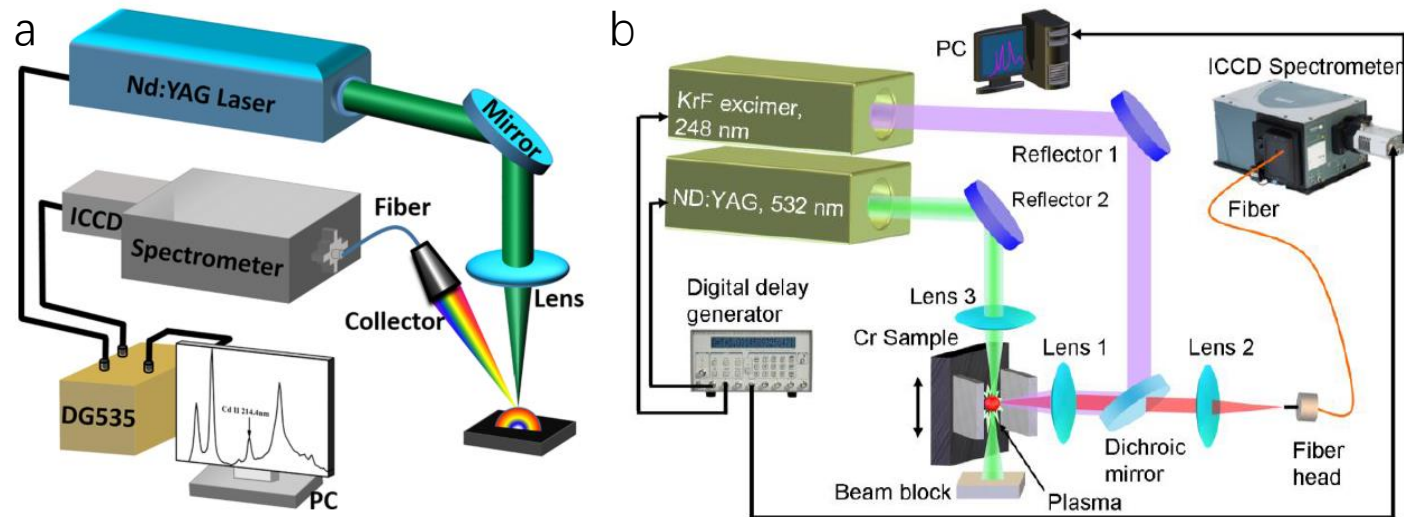 a
Nd:YAG Laser
Mirror
ICCD
Spectrometer
Fiber
Lens
Collector
DG535
Cd II 214.4nm
PC
b
PC
ICCD Spectrometer
KrF excimer,
248 nm
Reflector 1
ND:YAG, 532 nm
Reflector 2
Fiber
Digital delay
generator
Lens 3
Cr Sample
Lens 1
Lens 2
Dichroic
mirror
Fiber
head
Beam block
Plasma